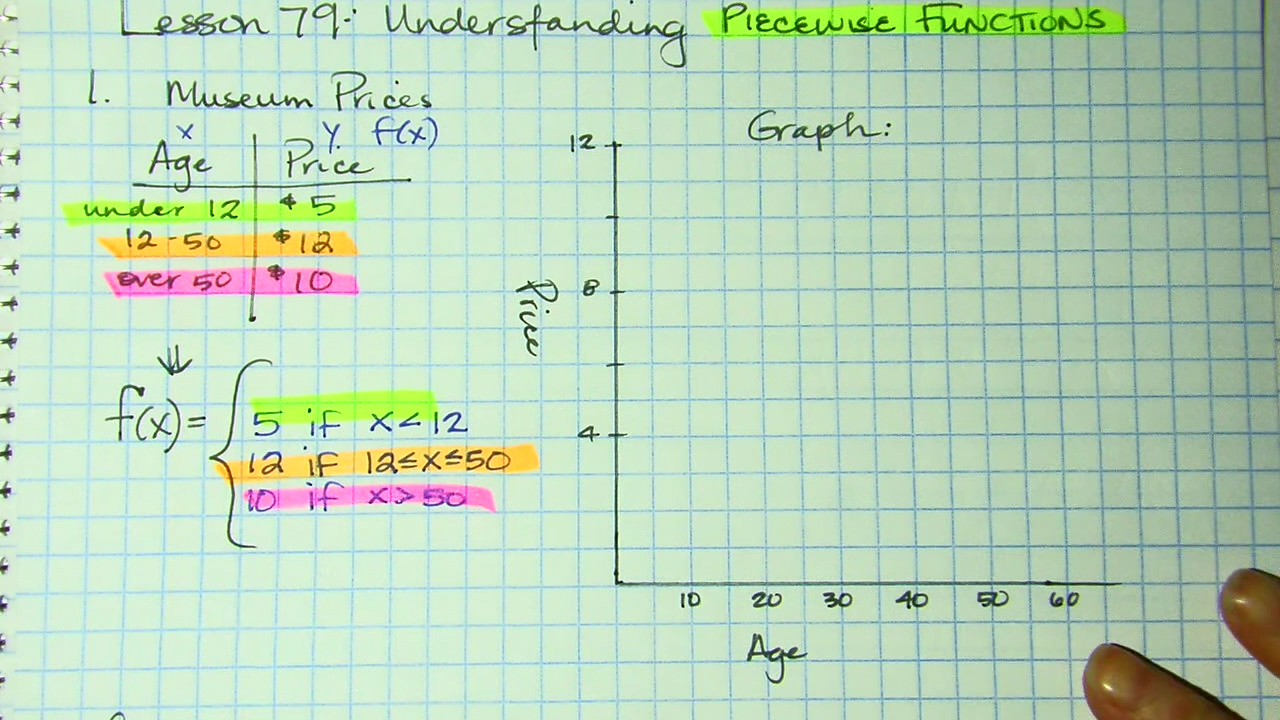 Lesson 79: Understanding PIECEWISE FUNCTIONS
1. Museum Prices
x y f(x)
Age Price
under 12 $ 5
12-50 $ 12
over 50 $ 10
f(x) = { 5 if x < 12
12 if 12 ≤ x ≤ 50
10 if x > 50
Graph:
12
8
4
Price
10 20 30 40 50 60
Age